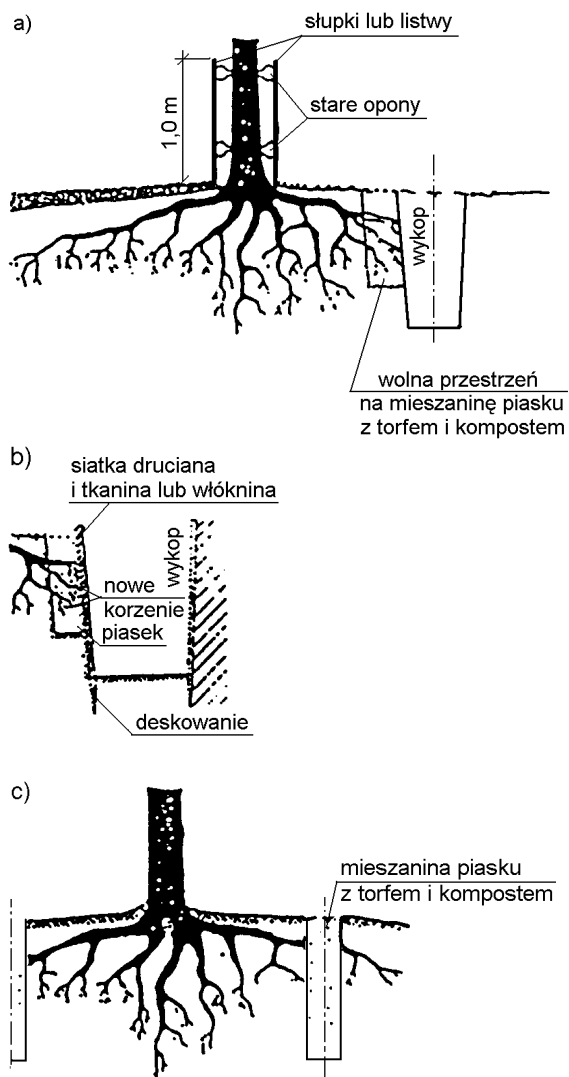 a)
słupki lub listwy
stare opony
1,0 m
wykop
wolna przestrzeń
na mieszaninę piasku
z torfem i kompostem
b)
siatka druciana
i tkanina lub włóknina
wykop
nowe
korzenie
piasek
deskowanie
c)
mieszanina piasku
z torfem i kompostem